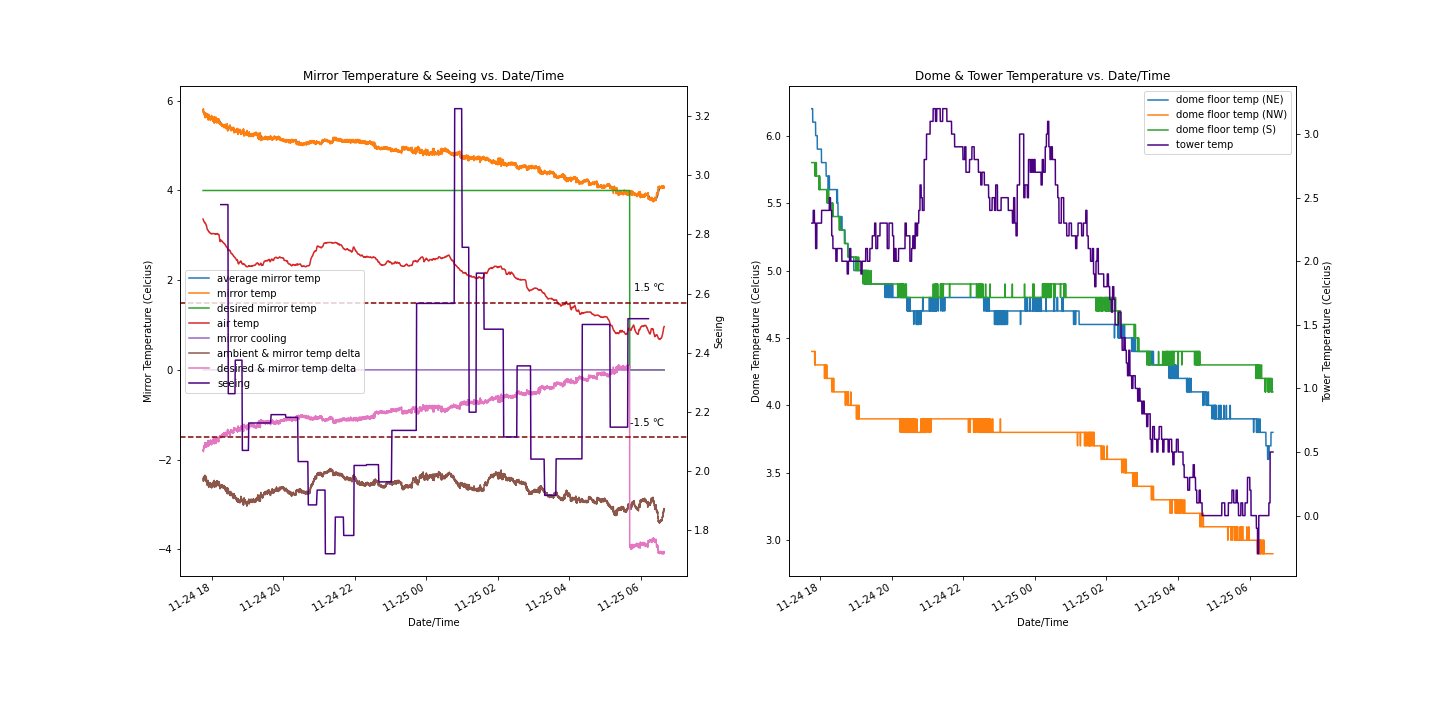 Mirror Temperature & Seeing vs. Date/Time
Mirror Temperature (Celcius)
6
4
2
0
−2
−4
average mirror temp
mirror temp
desired mirror temp
air temp
mirror cooling
ambient & mirror temp delta
desired & mirror temp delta
seeing
1.5 °C
-1.5 °C
3.2
3.0
2.8
2.6
2.4
2.2
2.0
1.8
Seeing
11-24 18
11-24 20
11-24 22
11-25 00
11-25 02
11-25 04
11-25 06
Date/Time
Dome & Tower Temperature vs. Date/Time
Dome Temperature (Celcius)
6.0
5.5
5.0
4.5
4.0
3.5
3.0
dome floor temp (NE)
dome floor temp (NW)
dome floor temp (S)
tower temp
3.0
2.5
2.0
1.5
1.0
0.5
0.0
Tower Temperature (Celcius)
11-24 18
11-24 20
11-24 22
11-25 00
11-25 02
11-25 04
11-25 06
Date/Time